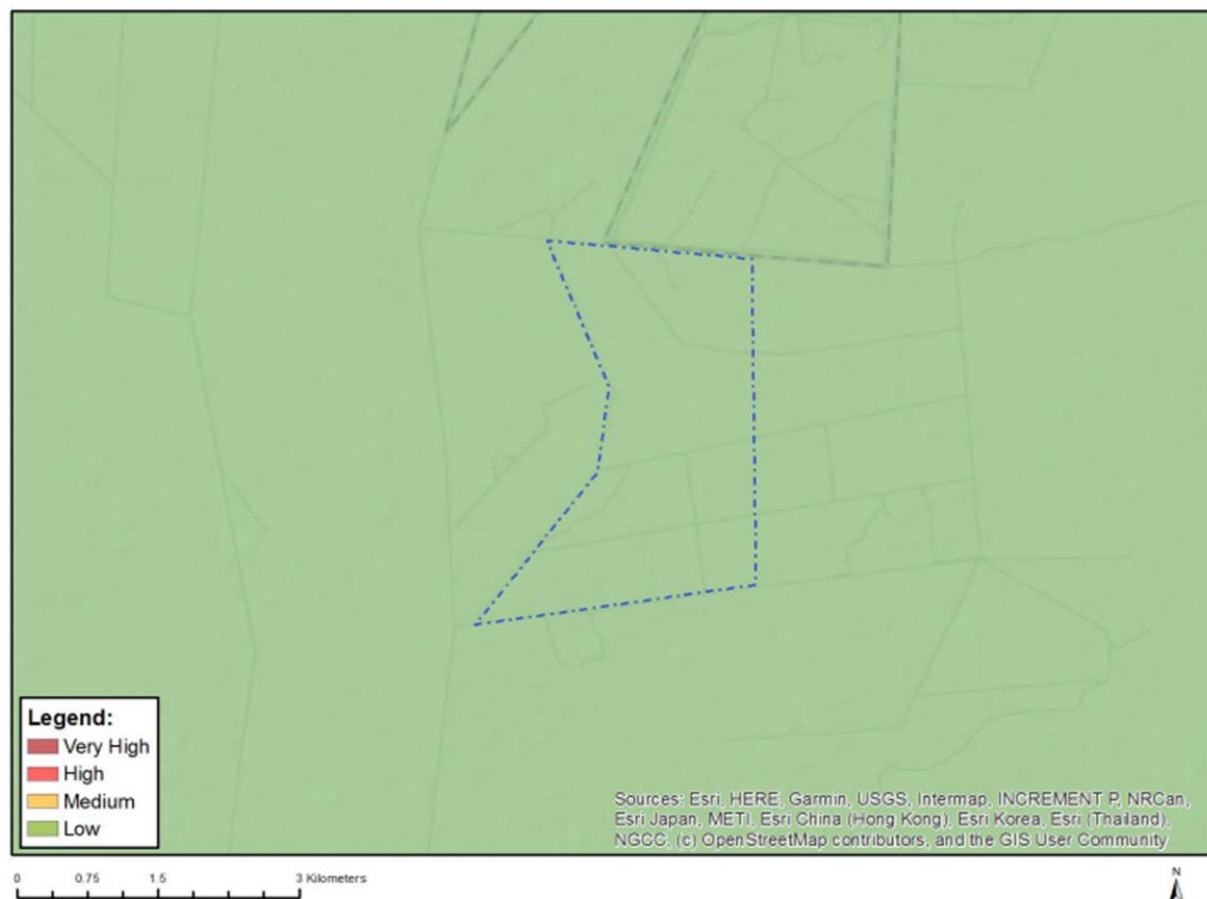 Legend:
Very High
High
Medium
Low
Sources: Esri, HERE, Garmin, USGS, Intermap, INCREMENT P, NRCan,
Esri Japan, METI, Esri China (Hong Kong), Esri Korea, Esri (Thailand),
NGCC, (c) OpenStreetMap contributors, and the GIS User Community
0 0.75 1.5 3 Kilometers
N